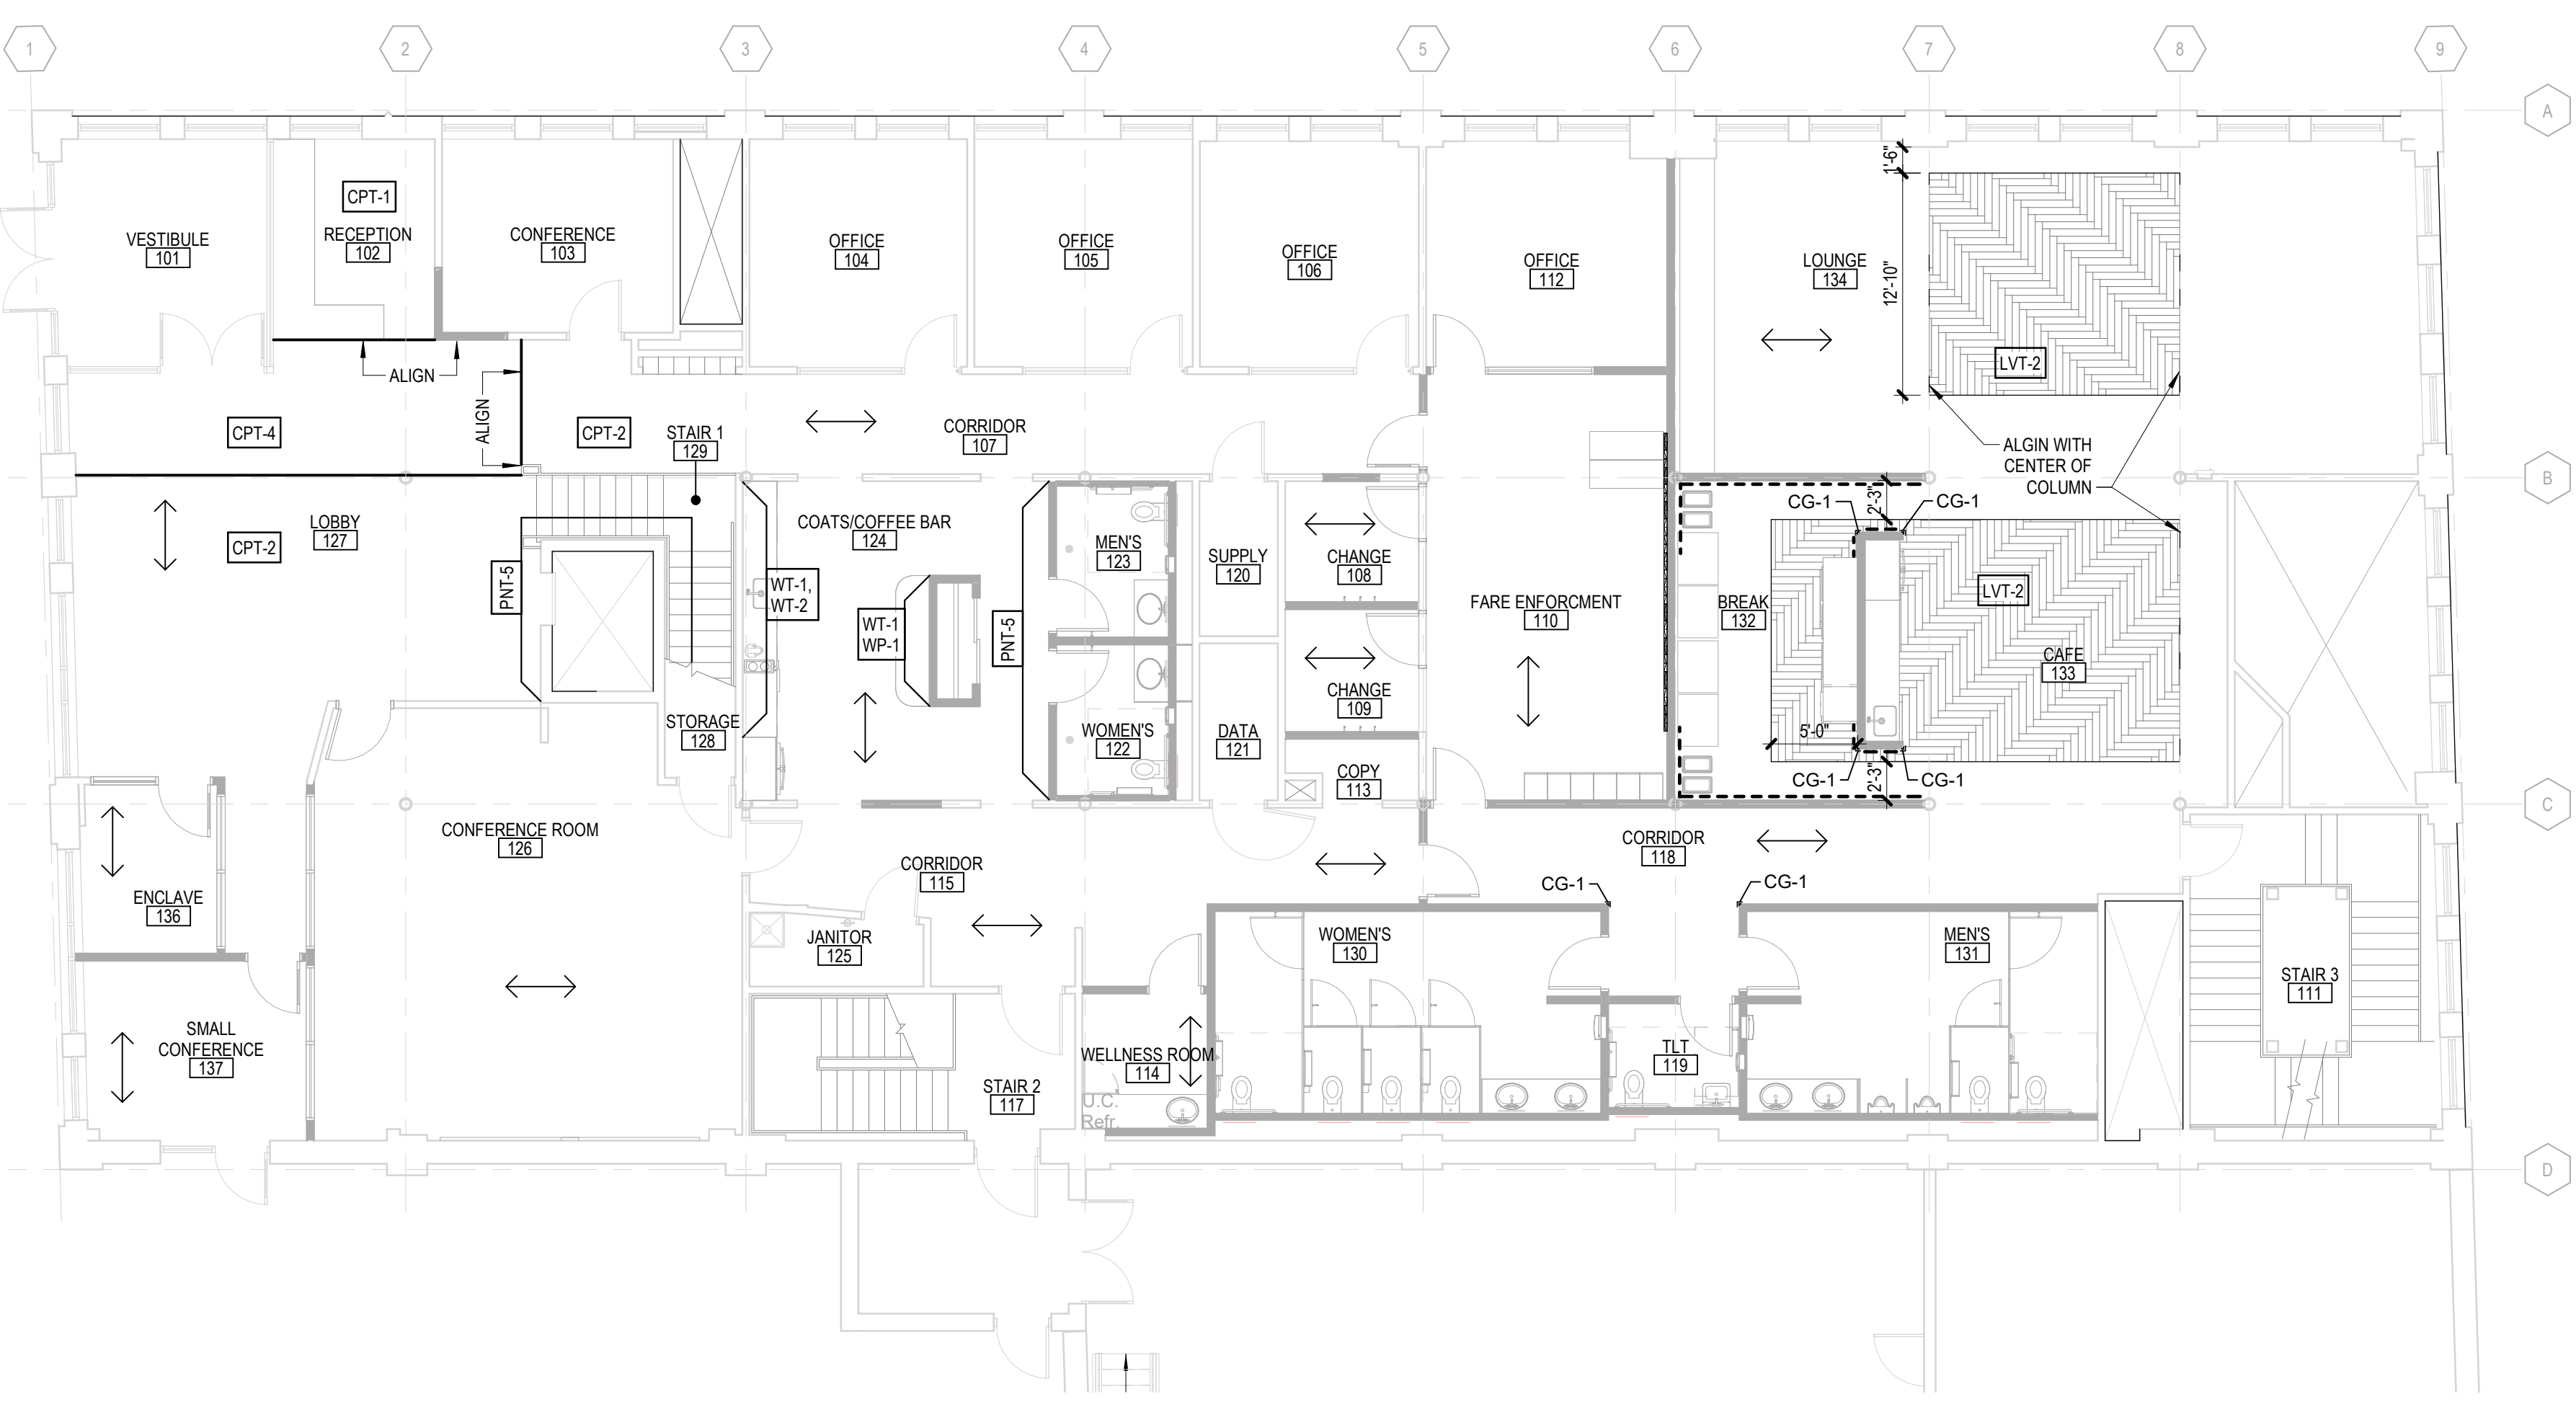 1
2
3
4
5
6
7
8
9
A
B
C
D
VESTIBULE
101
CPT-1
RECEPTION
102
CONFERENCE
103
OFFICE
104
OFFICE
105
OFFICE
106
OFFICE
112
LOUNGE
134
1'-6"
12'-10"
LVT-2
ALIGN
ALIGN
CPT-4
CPT-2
STAIR 1
129
CORRIDOR
107
ALGIN WITH
CENTER OF
COLUMN
LOBBY
127
CPT-2
PNT-5
COATS/COFFEE BAR
124
WT-1,
WT-2
WT-1
WP-1
PNT-5
MEN'S
123
WOMEN'S
122
SUPPLY
120
DATA
121
CHANGE
108
CHANGE
109
COPY
113
FARE ENFORCMENT
110
BREAK
132
CG-1
2'-3"
CG-1
LVT-2
CAFE
133
5'-0"
CG-1
2'-3"
CG-1
STORAGE
128
CONFERENCE ROOM
126
ENCLAVE
136
SMALL
CONFERENCE
137
CORRIDOR
115
JANITOR
125
STAIR 2
117
WELLNESS ROOM
114
U.C.
Refr.
CORRIDOR
118
CG-1
CG-1
WOMEN'S
130
TLT
119
MEN'S
131
STAIR 3
111